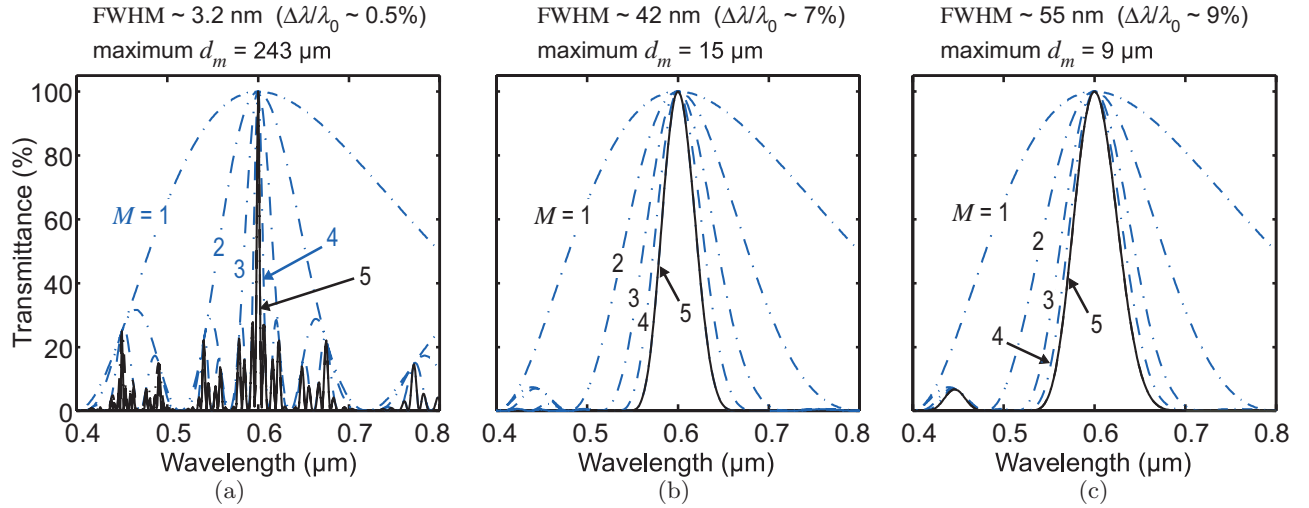 FWHM ~ 3.2 nm (Δλ/λ0 ~ 0.5%)
maximum dm = 243 µm
Transmittance (%)
100
80
60
40
20
0
M = 1
2
3
4
5
0.4 0.5 0.6 0.7 0.8
Wavelength (µm)
(a)
FWHM ~ 42 nm (Δλ/λ0 ~ 7%)
maximum dm = 15 µm
M = 1
2
3
4
5
0.4 0.5 0.6 0.7 0.8
Wavelength (µm)
(b)
FWHM ~ 55 nm (Δλ/λ0 ~ 9%)
maximum dm = 9 µm
M = 1
2
3
4
5
0.4 0.5 0.6 0.7 0.8
Wavelength (µm)
(c)